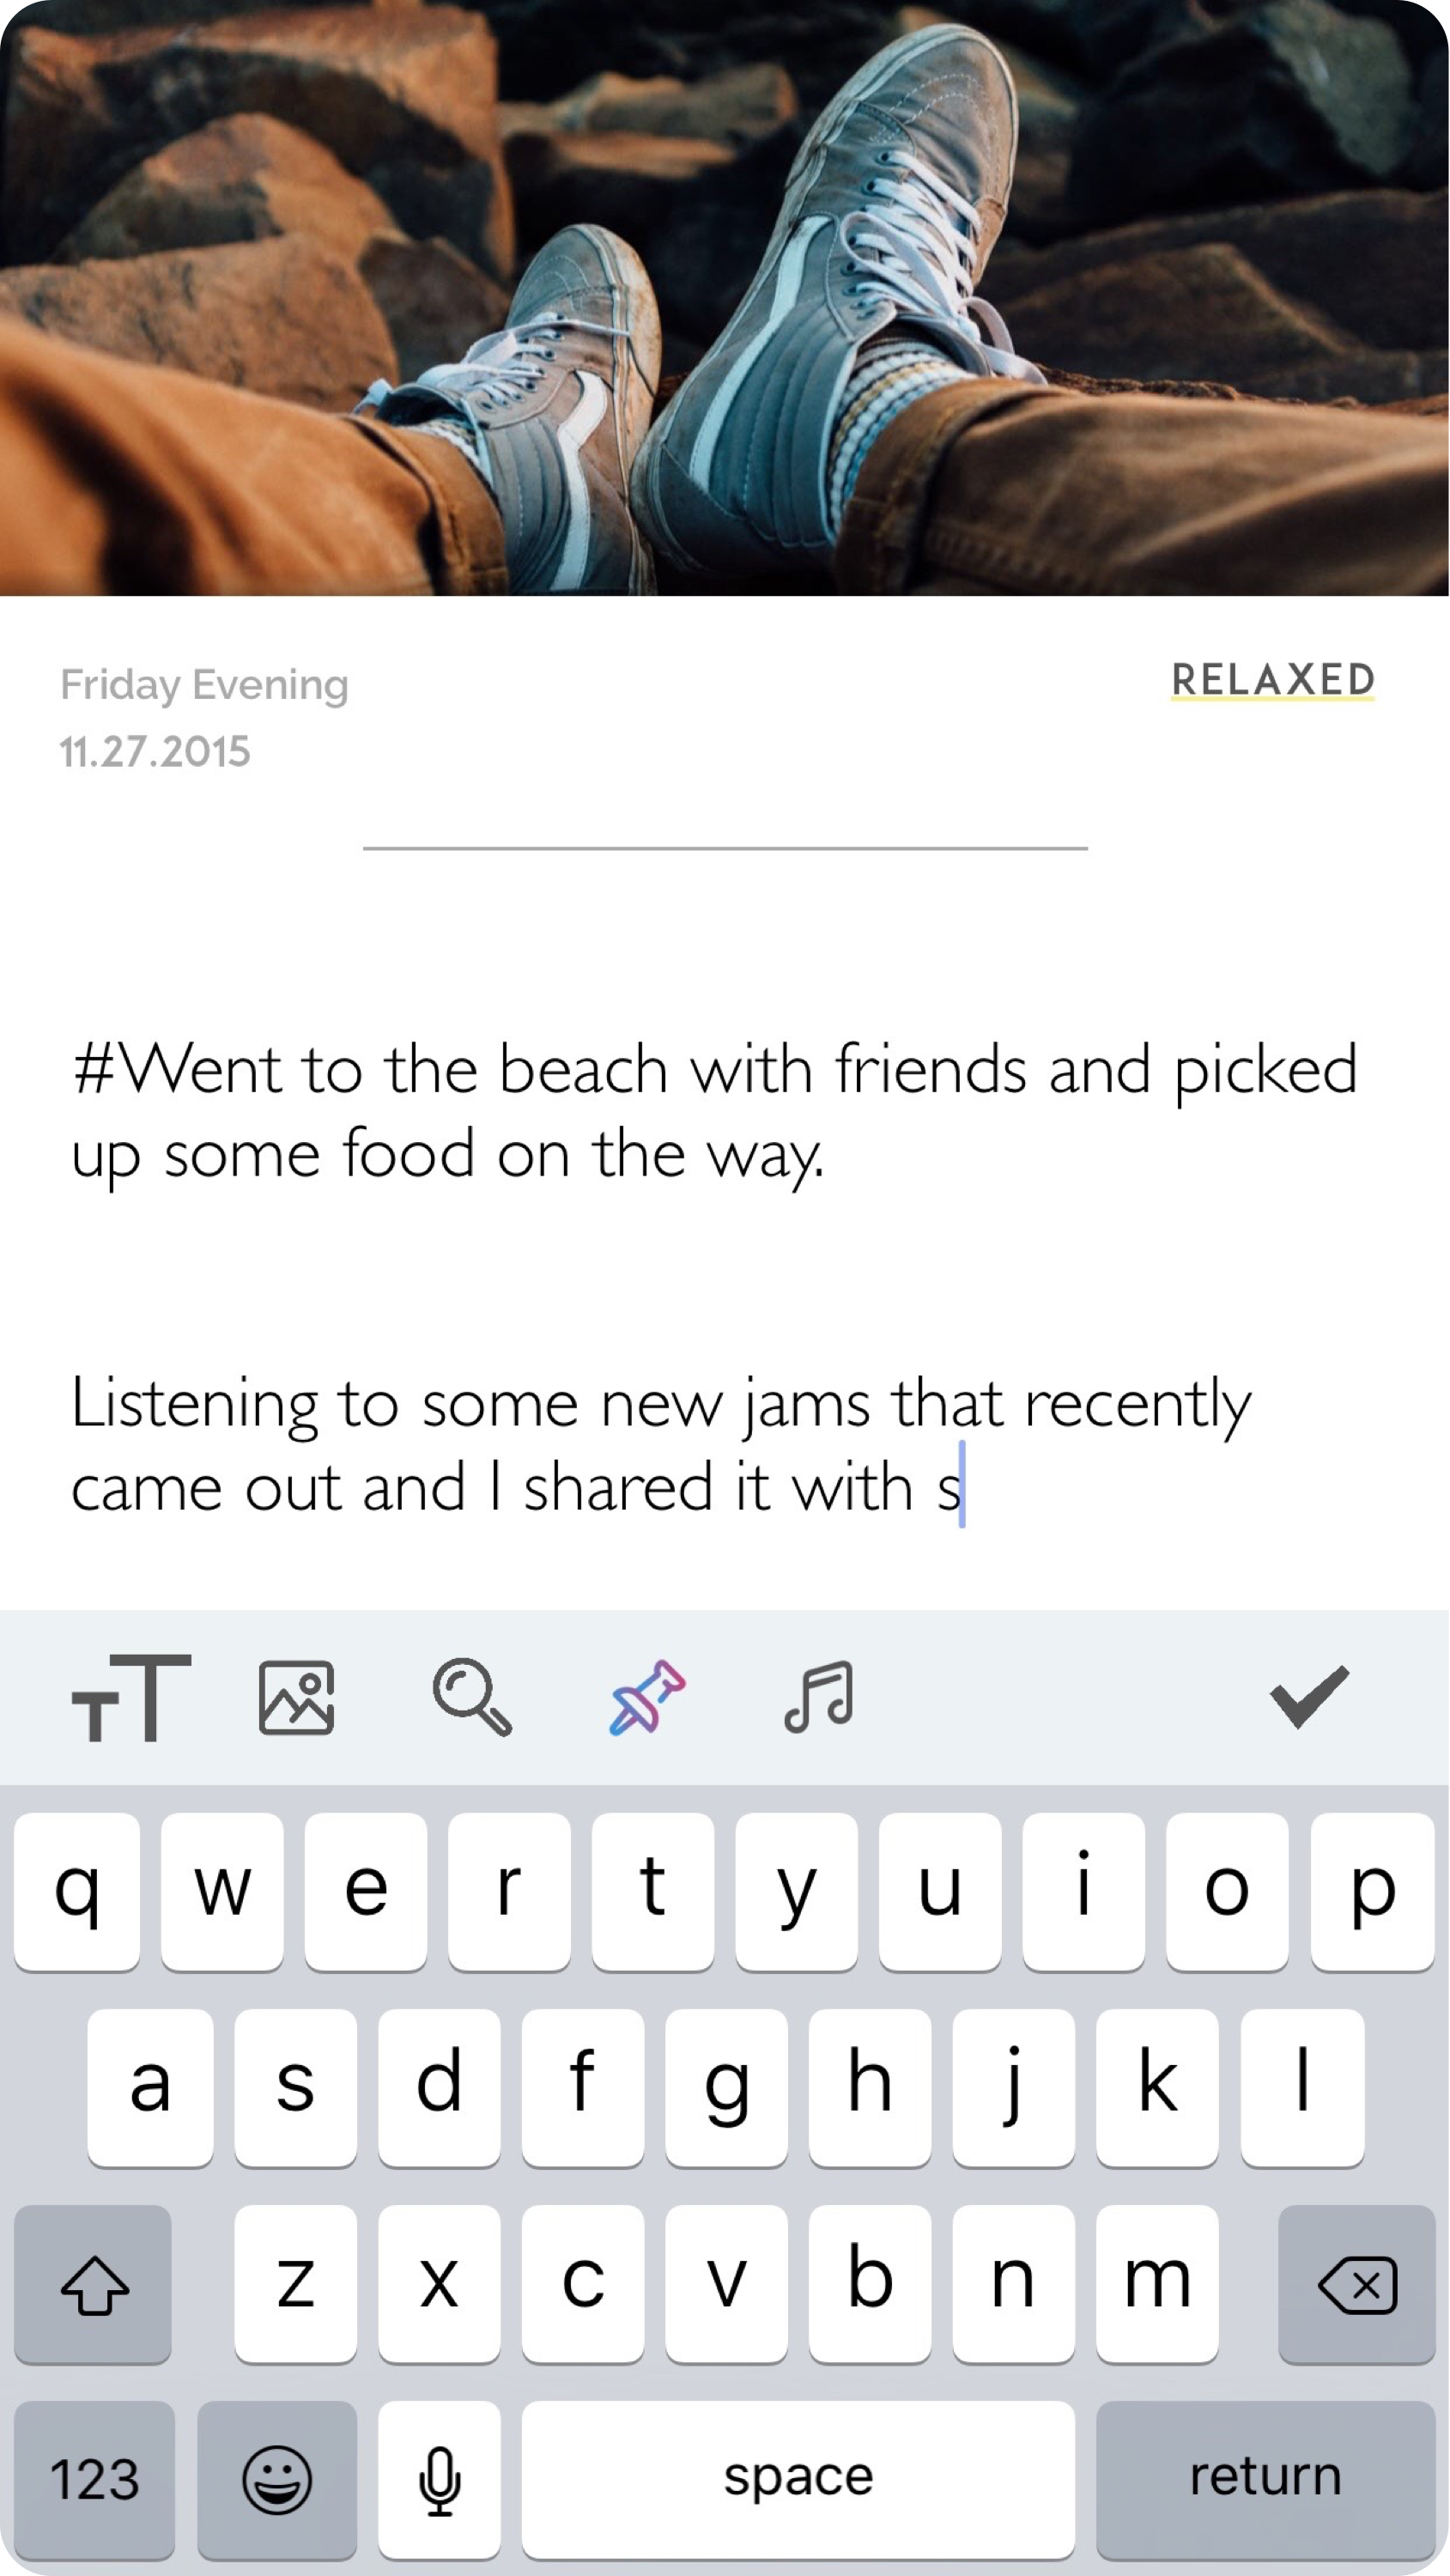 Friday Evening
RELAXED
11.27.2015
#Went to the beach with friends and picked
up some food on the way.
Listening to some new jams that recently
came out and I shared it with s
TT
q w e r t y u i o p
a s d f g h j k l
z x c v b n m
123 space return